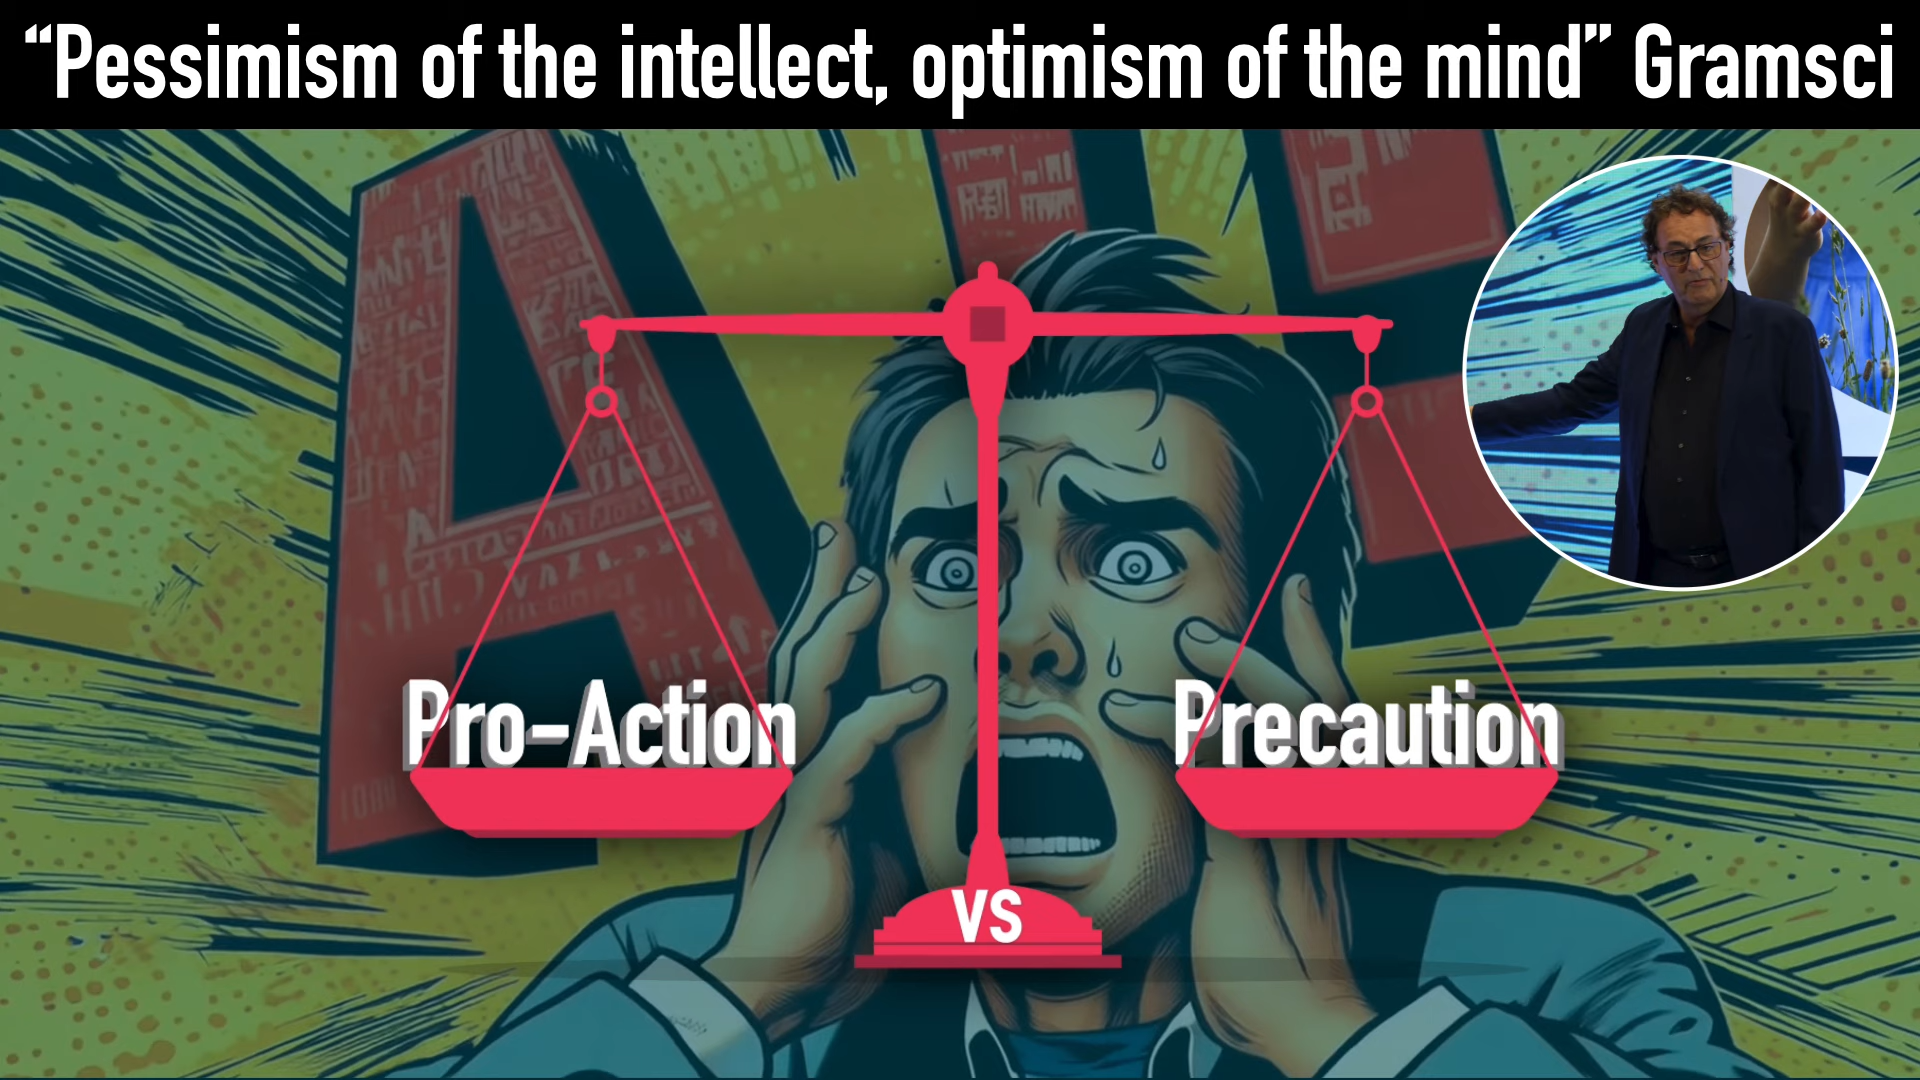 “Pessimism of the intellect, optimism of the mind” Gramsci
Pro-Action
Precaution
VS